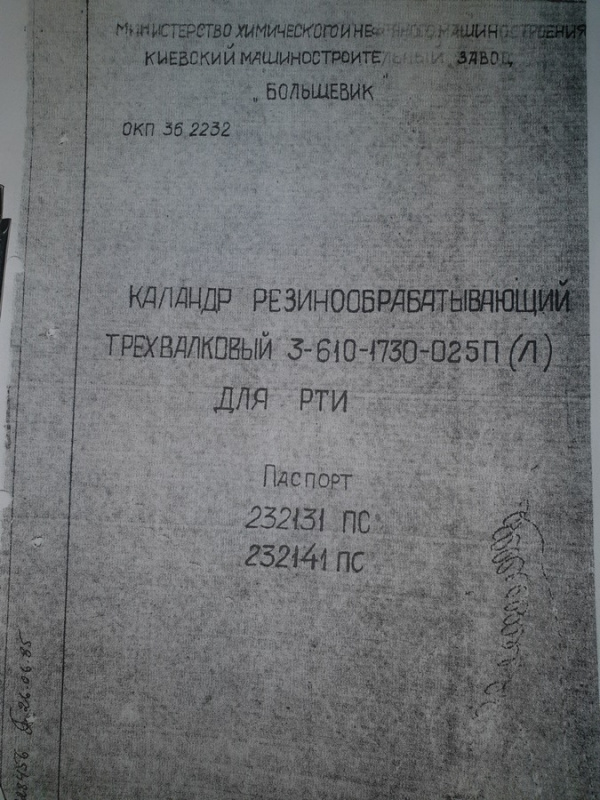 МИНИСТЕРСТВО ХИМИЧЕСКОГО И НЕФТЯНОГО МАШИНОСТРОЕНИЯ
КИЕВСКИЙ МАШИНОСТРОИТЕЛЬНЫЙ ЗАВОД
„БОЛЬШЕВИК"
ОКП 36 2232
КАЛАНДР РЕЗИНООБРАБАТЫВАЮЩИЙ
ТРЕХВАЛКОВЫЙ 3-610-1730-025П (Л)
ДЛЯ РТИ
ПАСПОРТ
232131 ПС
232141 ПС